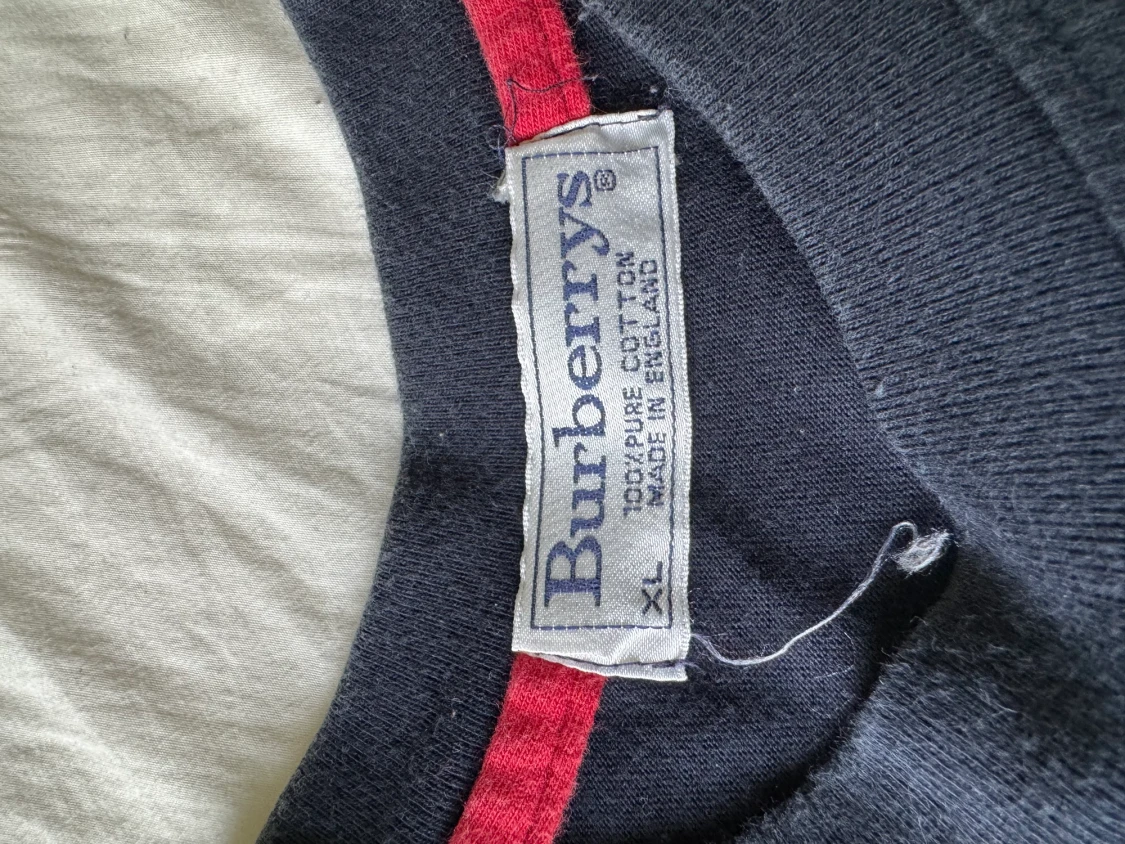 Burberrys®
100%PURE COTTON
MADE IN ENGLAND
XL